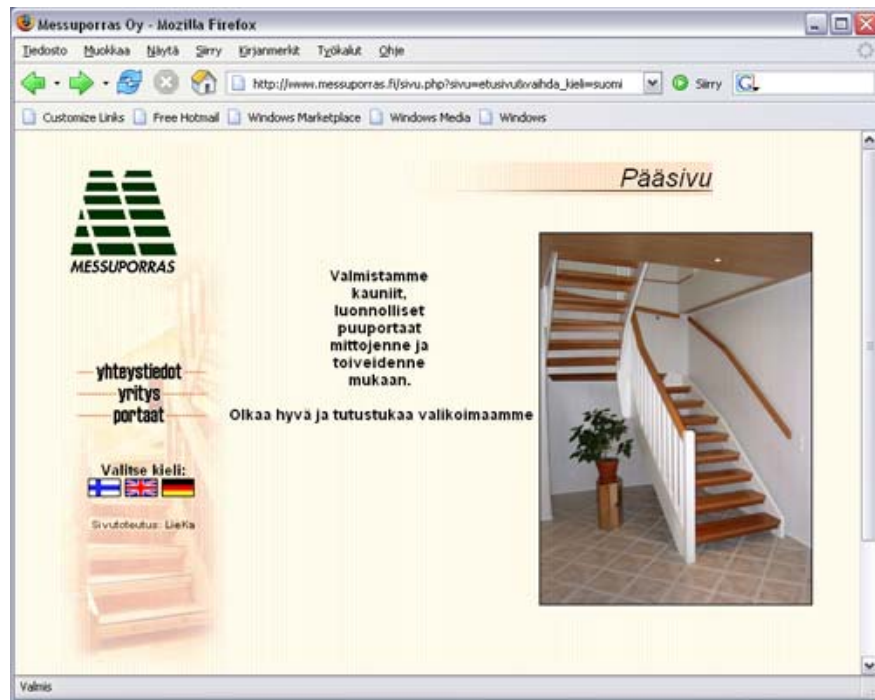 Messuporras Oy - Mozilla Firefox
Tiedosto Muokkaa Näytä Siirry Kirjanmerkit Työkalut Ohje
http://www.messuporras.fi/sivu.php?sivu=etusivu&vaihda_kieli=suomi Siirry
Customize Links Free Hotmail Windows Marketplace Windows Media Windows
Pääsivu
MESSUPORRAS
Valmistamme
kauniit,
luonnolliset
puuportaat
mittojenne ja
toiveidenne
mukaan.
Olkaa hyvä ja tutustukaa valikoimaamme
yhteystiedot
yritys
portaat
Valitse kieli:
Sivutoteutus: LieKa
Valmis